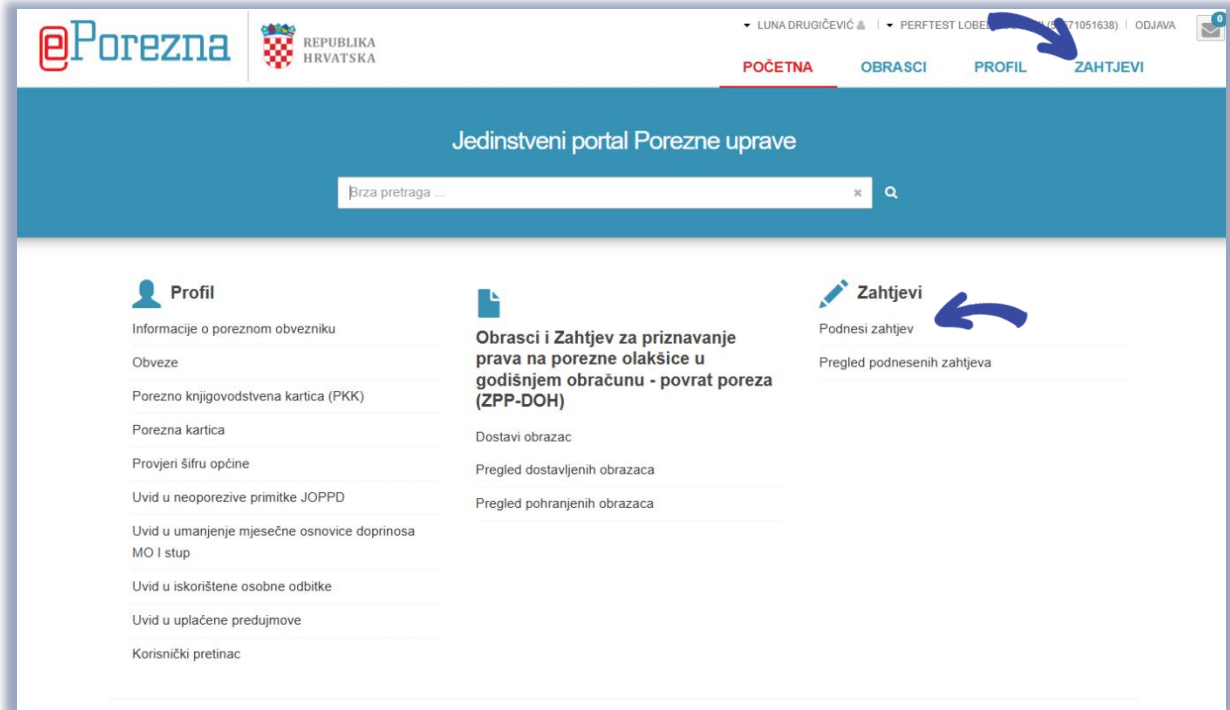 ePorezna
REPUBLIKA
HRVATSKA
LUNA DRUGIČEVIĆ | PERFTEST 71051638) | ODJAVA
0
POČETNA OBRASCI PROFIL ZAHTJEVI
Jedinstveni portal Porezne uprave
Brza pretraga ...
Profil
Informacije o poreznom obvezniku
Obveze
Porezno knjigovodstvena kartica (PKK)
Porezna kartica
Provjeri šifru općine
Uvid u neoporezive primitke JOPPD
Uvid u umanjenje mjesečne osnovice doprinosa
MO I stup
Uvid u iskorištene osobne odbitke
Uvid u uplaćene predujmove
Korisnički pretinac
Obrasci i Zahtjev za priznavanje
prava na porezne olakšice u
godišnjem obračunu - povrat poreza
(ZPP-DOH)
Dostavi obrazac
Pregled dostavljenih obrazaca
Pregled pohranjenih obrazaca
Zahtjevi
Podnesi zahtjev
Pregled podnesenih zahtjeva